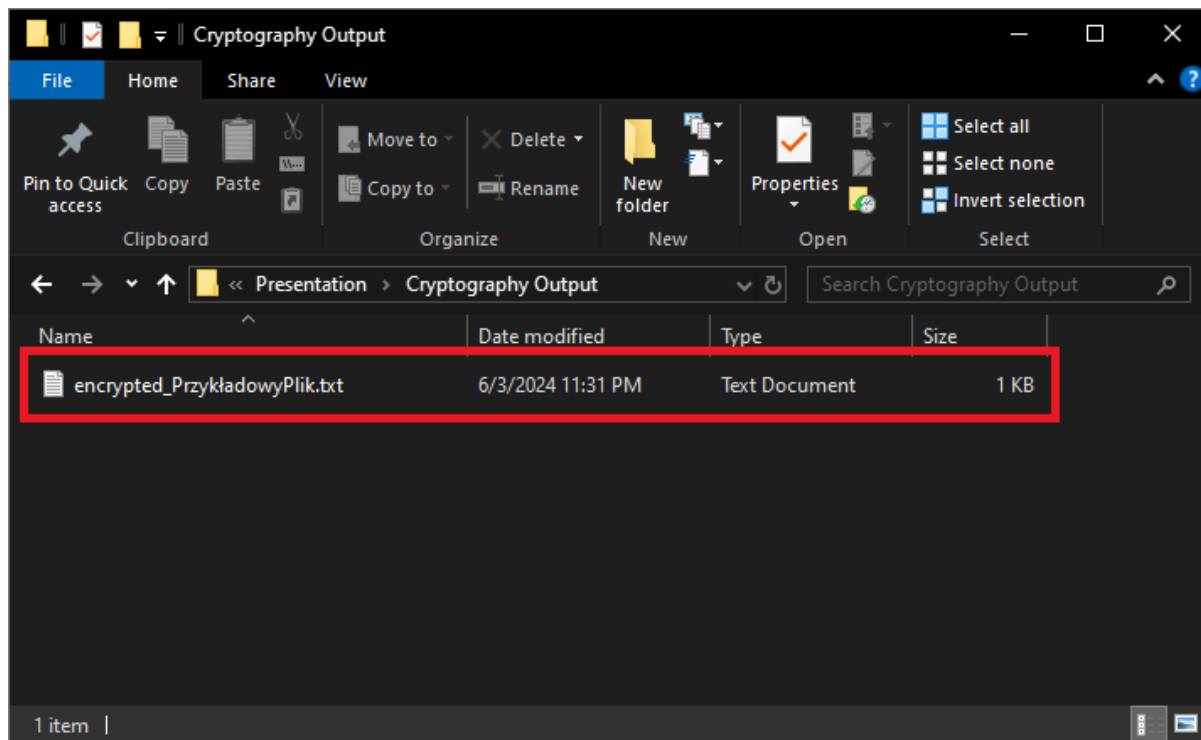 Cryptography Output
File Home Share View
Pin to Quick access
Copy
Paste
Move to
Copy to
Delete
Rename
New folder
Properties
Select all
Select none
Invert selection
Clipboard Organize New Open Select
« Presentation › Cryptography Output
Search Cryptography Output
Name Date modified Type Size
encrypted_PrzykładowyPlik.txt 6/3/2024 11:31 PM Text Document 1 KB
1 item